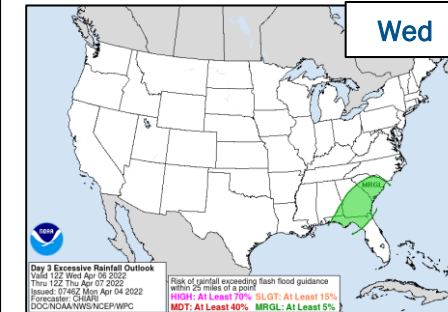 Wed
MRGL
NOAA
Day 3 Excessive Rainfall Outlook
Valid 12Z Wed Apr 06 2022
Thru 12Z Thu Apr 07 2022
Issued: 0746Z Mon Apr 04 2022
Forecaster: CHIARI
DOC/NOAA/NWS/NCEP/WPC
Risk of rainfall exceeding flash flood guidance
within 25 miles of a point
HIGH: At Least 70% SLGT: At Least 15%
MDT: At Least 40% MRGL: At Least 5%